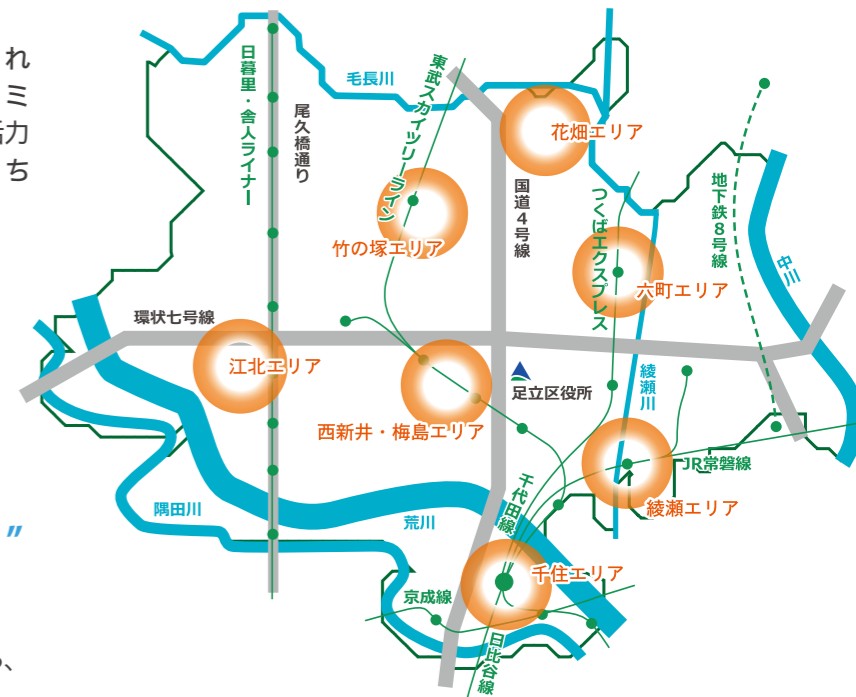 れ
ミ
活力
ち
”
、
日暮里・舎人ライナー
尾久橋通り
毛長川
東武スカイツリーライン
花畑エリア
国道4号線
つくばエクスプレス
地下鉄8号線
中川
竹の塚エリア
六町エリア
環状七号線
江北エリア
足立区役所
綾瀬川
西新井・梅島エリア
JR常磐線
綾瀬エリア
隅田川
荒川
千代田線
千住エリア
京成線
日比谷線